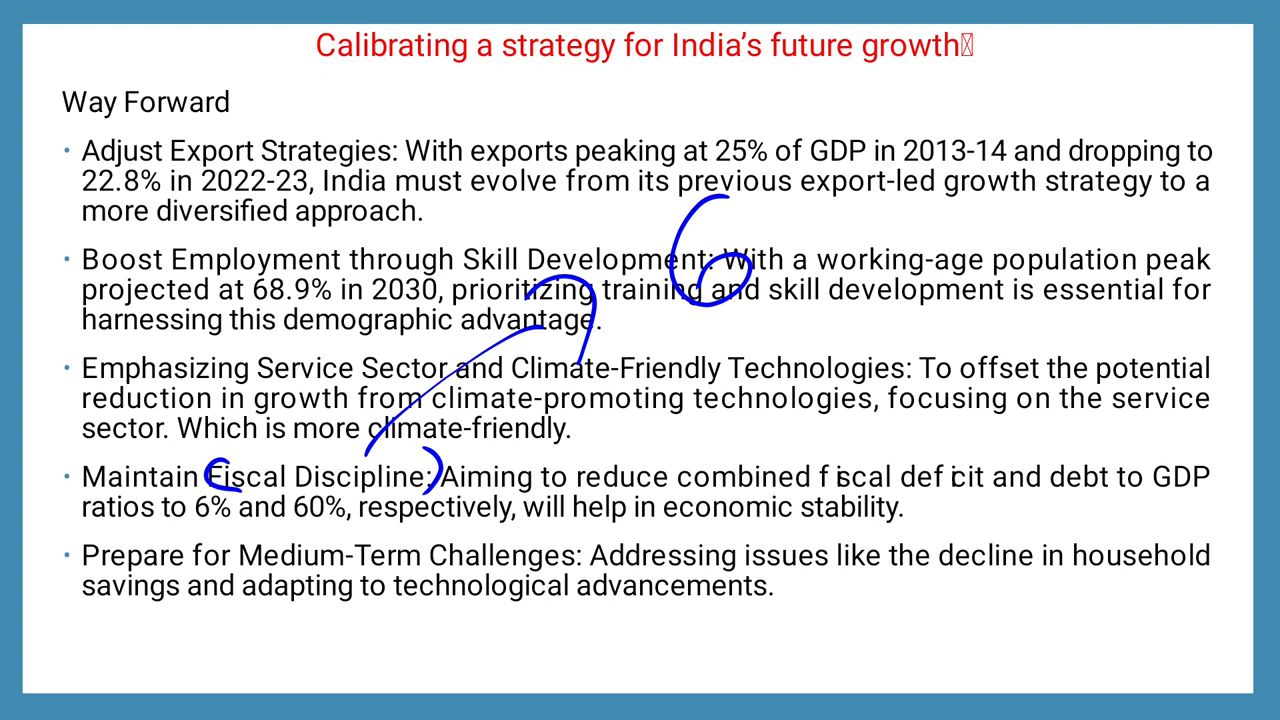 Calibrating a strategy for India’s future growth
Way Forward
• Adjust Export Strategies: With exports peaking at 25% of GDP in 2013-14 and dropping to
22.8% in 2022-23, India must evolve from its previous export-led growth strategy to a
more diversified approach.
• Boost Employment through Skill Development: With a working-age population peak
projected at 68.9% in 2030, prioritizing training and skill development is essential for
harnessing this demographic advantage.
• Emphasizing Service Sector and Climate-Friendly Technologies: To offset the potential
reduction in growth from climate-promoting technologies, focusing on the service
sector. Which is more climate-friendly.
• Maintain Fiscal Discipline: Aiming to reduce combined fiscal deficit and debt to GDP
ratios to 6% and 60%, respectively, will help in economic stability.
• Prepare for Medium-Term Challenges: Addressing issues like the decline in household
savings and adapting to technological advancements.